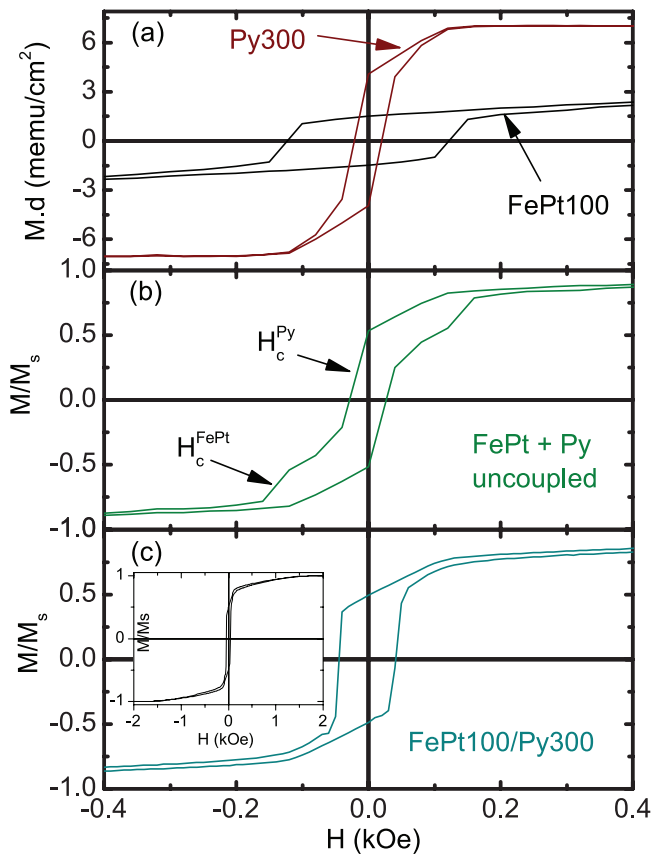 (a)
Py300
FePt100
M.d (memu/cm²)
6
3
0
-3
-6
(b)
H_c^Py
H_c^FePt
FePt + Py
uncoupled
M/M_s
1.0
0.5
0.0
-0.5
-1.0
(c)
M/Ms
1
0
-1
-2 -1 0 1 2
H (kOe)
FePt100/Py300
M/M_s
0.5
0.0
-0.5
-1.0
-0.4 -0.2 0.0 0.2 0.4
H (kOe)